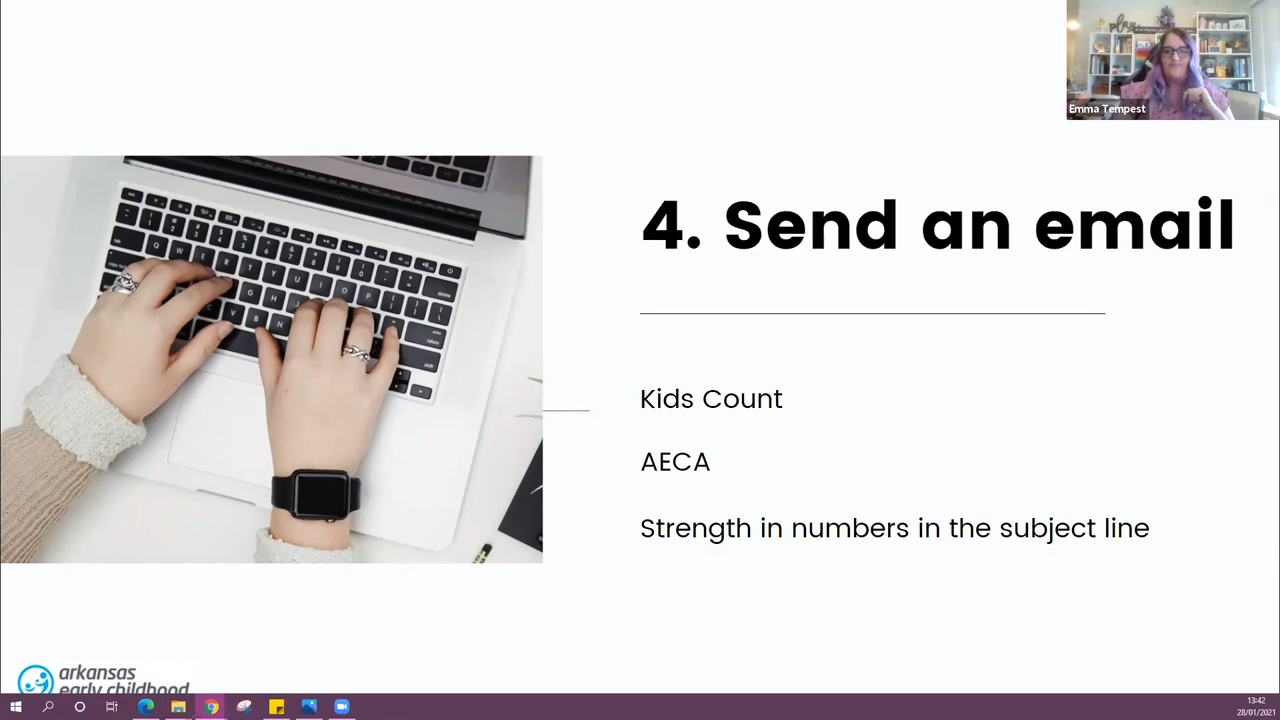 Emma Tempest
4. Send an email
Kids Count
AECA
Strength in numbers in the subject line
arkansas
early childhood
13:42
28/01/2021